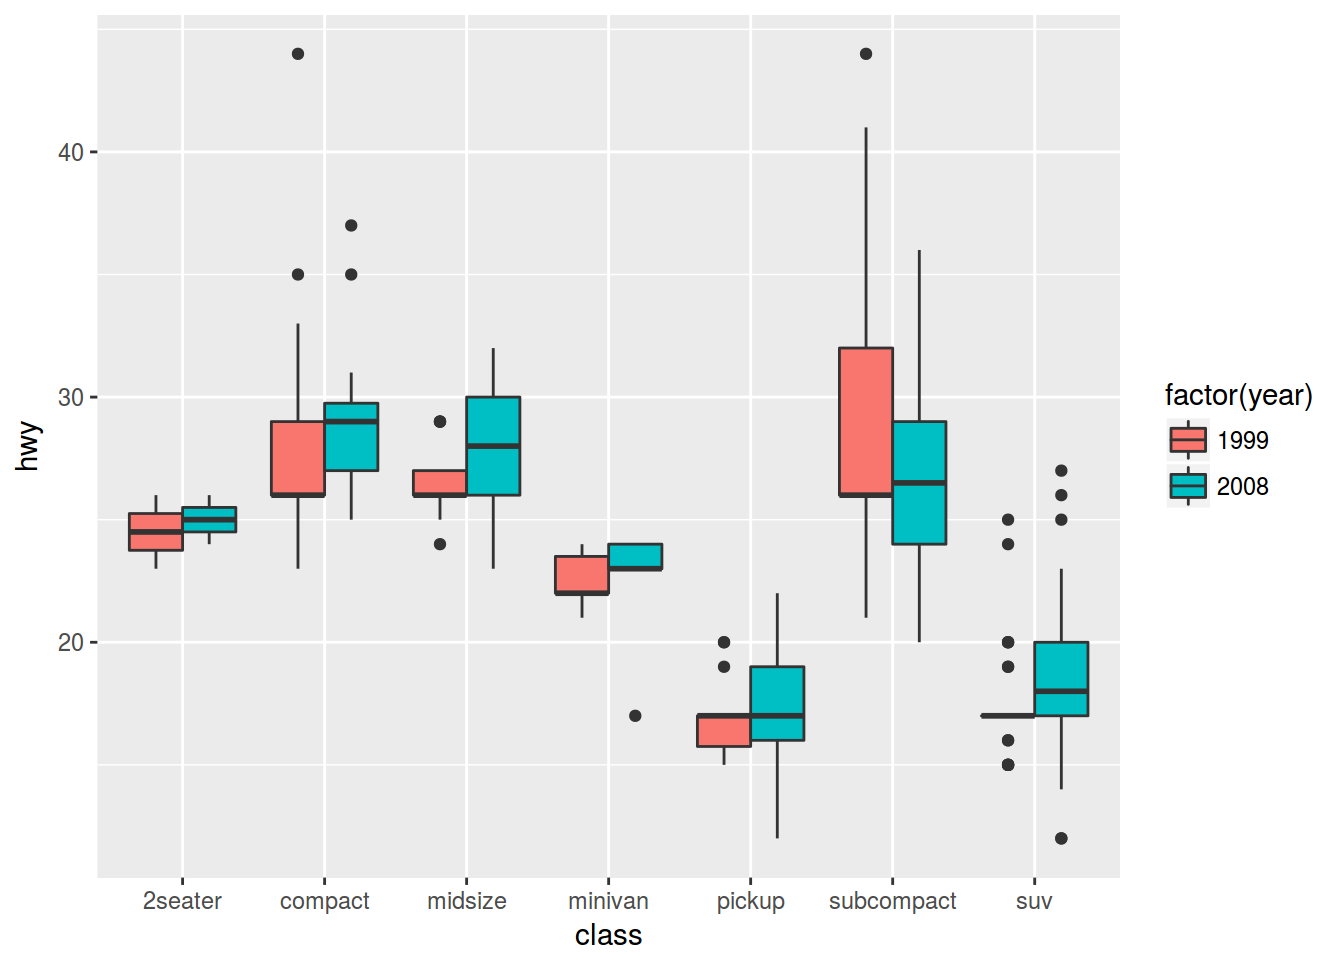 40
30
20
hwy
2seater compact midsize minivan pickup subcompact suv
class
factor(year)
1999
2008